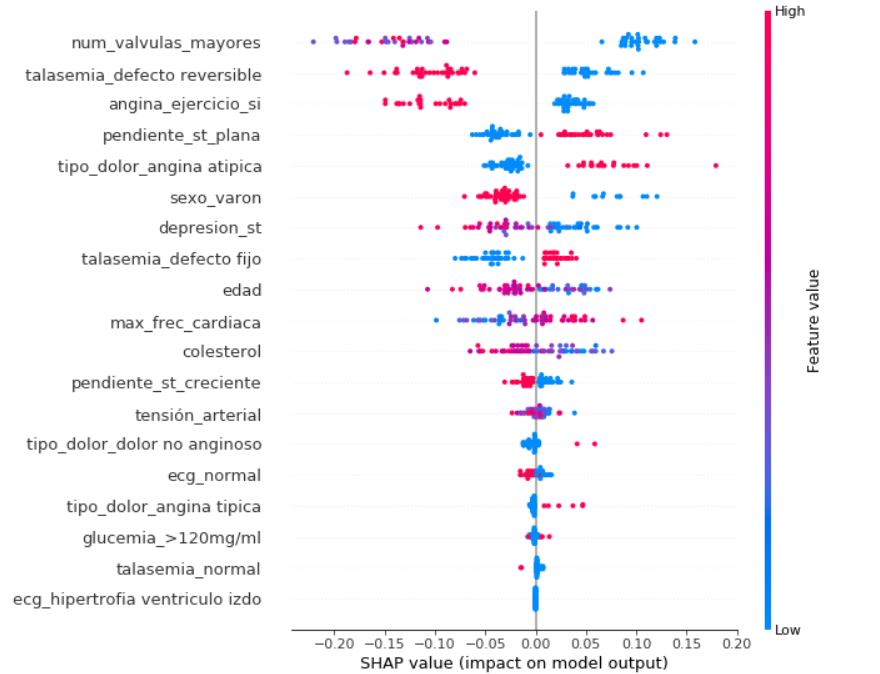 High
num_valvulas_mayores
talasemia_defecto reversible
angina_ejercicio_si
pendiente_st_plana
tipo_dolor_angina atipica
sexo_varon
depresion_st
talasemia_defecto fijo
edad
max_frec_cardiaca
colesterol
pendiente_st_creciente
tensión_arterial
tipo_dolor_dolor no anginoso
ecg_normal
tipo_dolor_angina tipica
glucemia_>120mg/ml
talasemia_normal
ecg_hipertrofia ventriculo izdo
Feature value
Low
−0.20 −0.15 −0.10 −0.05 0.00 0.05 0.10 0.15 0.20
SHAP value (impact on model output)